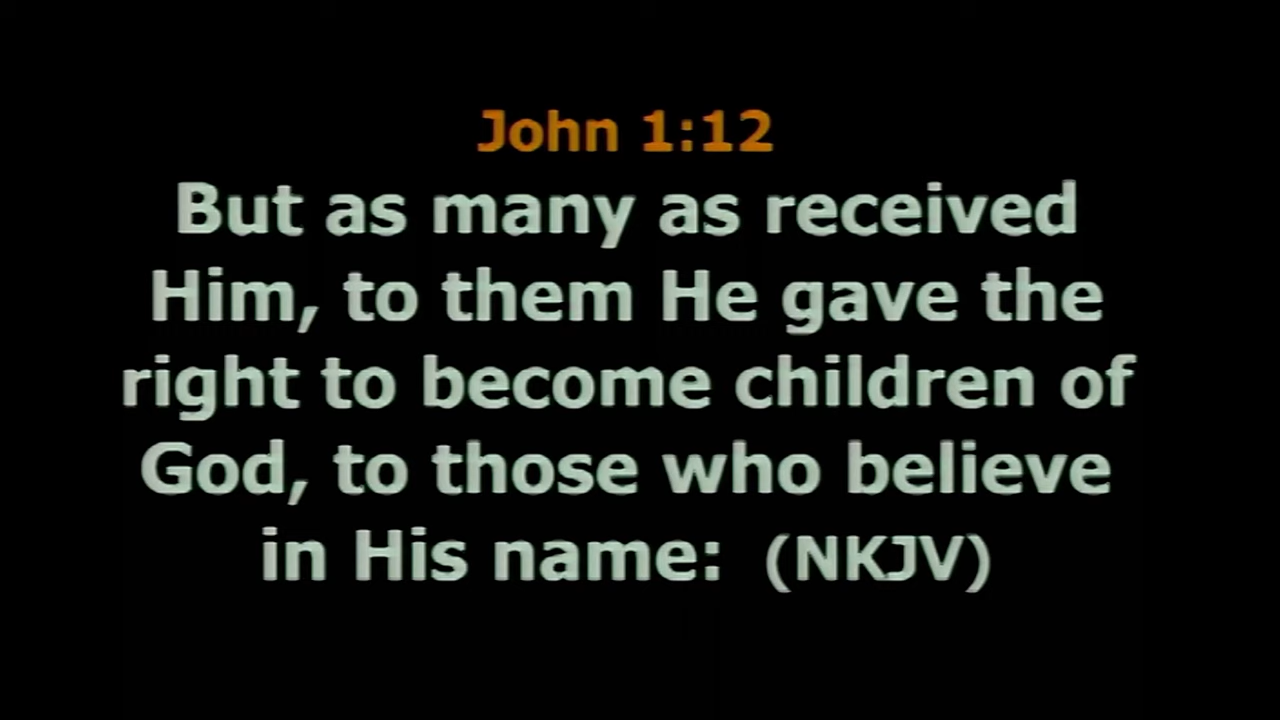 John 1:12
But as many as received
Him, to them He gave the
right to become children of
God, to those who believe
in His name:  (NKJV)